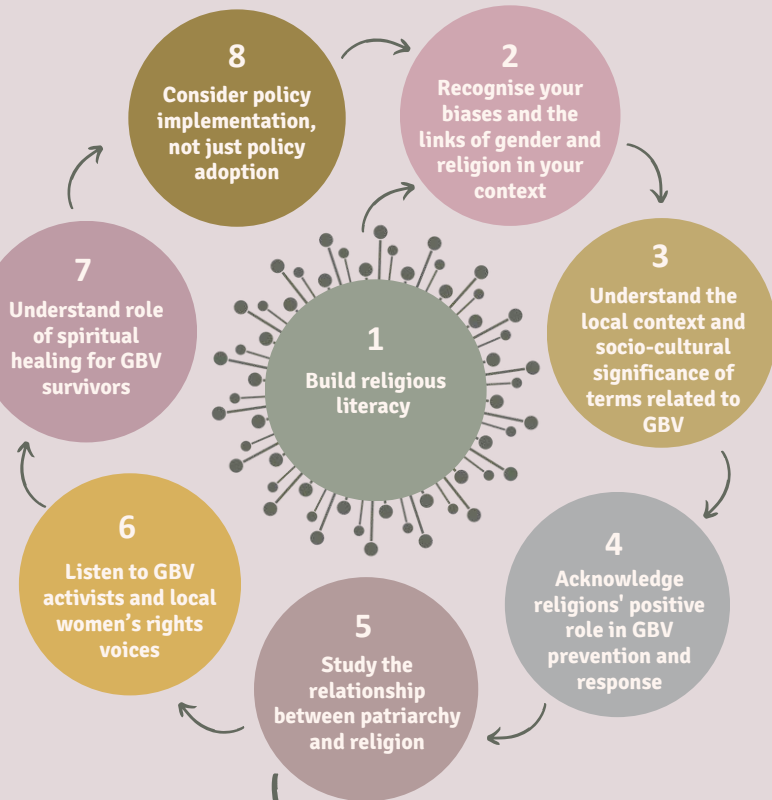 1
Build religious
literacy
2
Recognise your
biases and the
links of gender and
religion in your
context
3
Understand the
local context and
socio-cultural
significance of
terms related to
GBV
4
Acknowledge
religions' positive
role in GBV
prevention and
response
5
Study the
relationship
between patriarchy
and religion
6
Listen to GBV
activists and local
women’s rights
voices
7
Understand role
of spiritual
healing for GBV
survivors
8
Consider policy
implementation,
not just policy
adoption